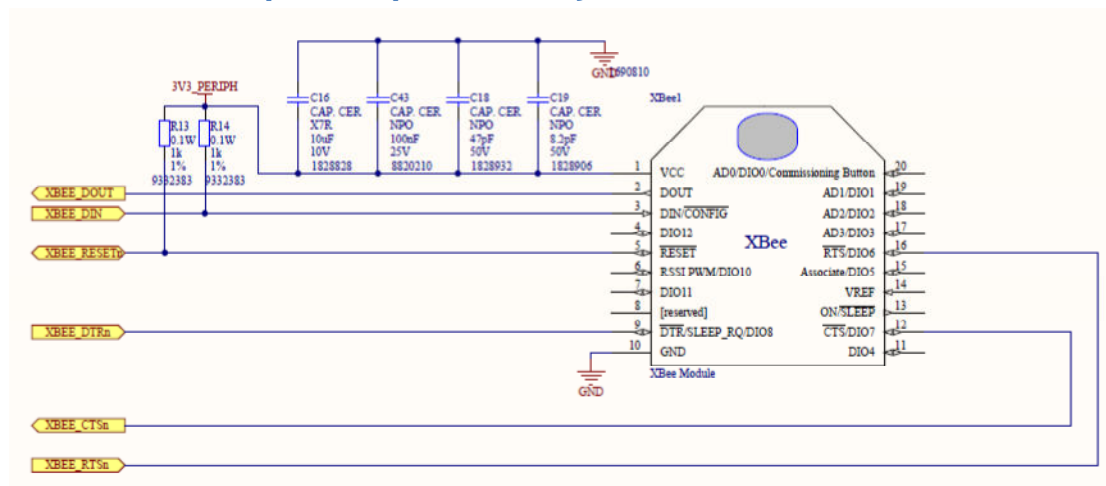 3V3_PERIPH
R13
0.1W
1k
1%
9332383
R14
0.1W
1k
1%
9332383
C16
CAP. CER
X7R
10uF
10V
1828828
C43
CAP. CER
NPO
100nF
25V
8820210
C18
CAP. CER
NPO
47pF
50V
1828932
C19
CAP. CER
NPO
8.2pF
50V
1828906
GND
1690810
XBee1
XBEE_DOUT
XBEE_DIN
XBEE_RESETn
XBEE_DTRn
XBEE_CTSn
XBEE_RTSn
1 VCC
2 DOUT
3 DIN/CONFIG
4 DIO12
5 RESET
6 RSSI PWM/DIO10
7 DIO11
8 [reserved]
9 DTR/SLEEP_RQ/DIO8
10 GND
XBee
AD0/DIO0/Commissioning Button 20
AD1/DIO1 19
AD2/DIO2 18
AD3/DIO3 17
RTS/DIO6 16
Associate/DIO5 15
VREF 14
ON/SLEEP 13
CTS/DIO7 12
DIO4 11
XBee Module
GND